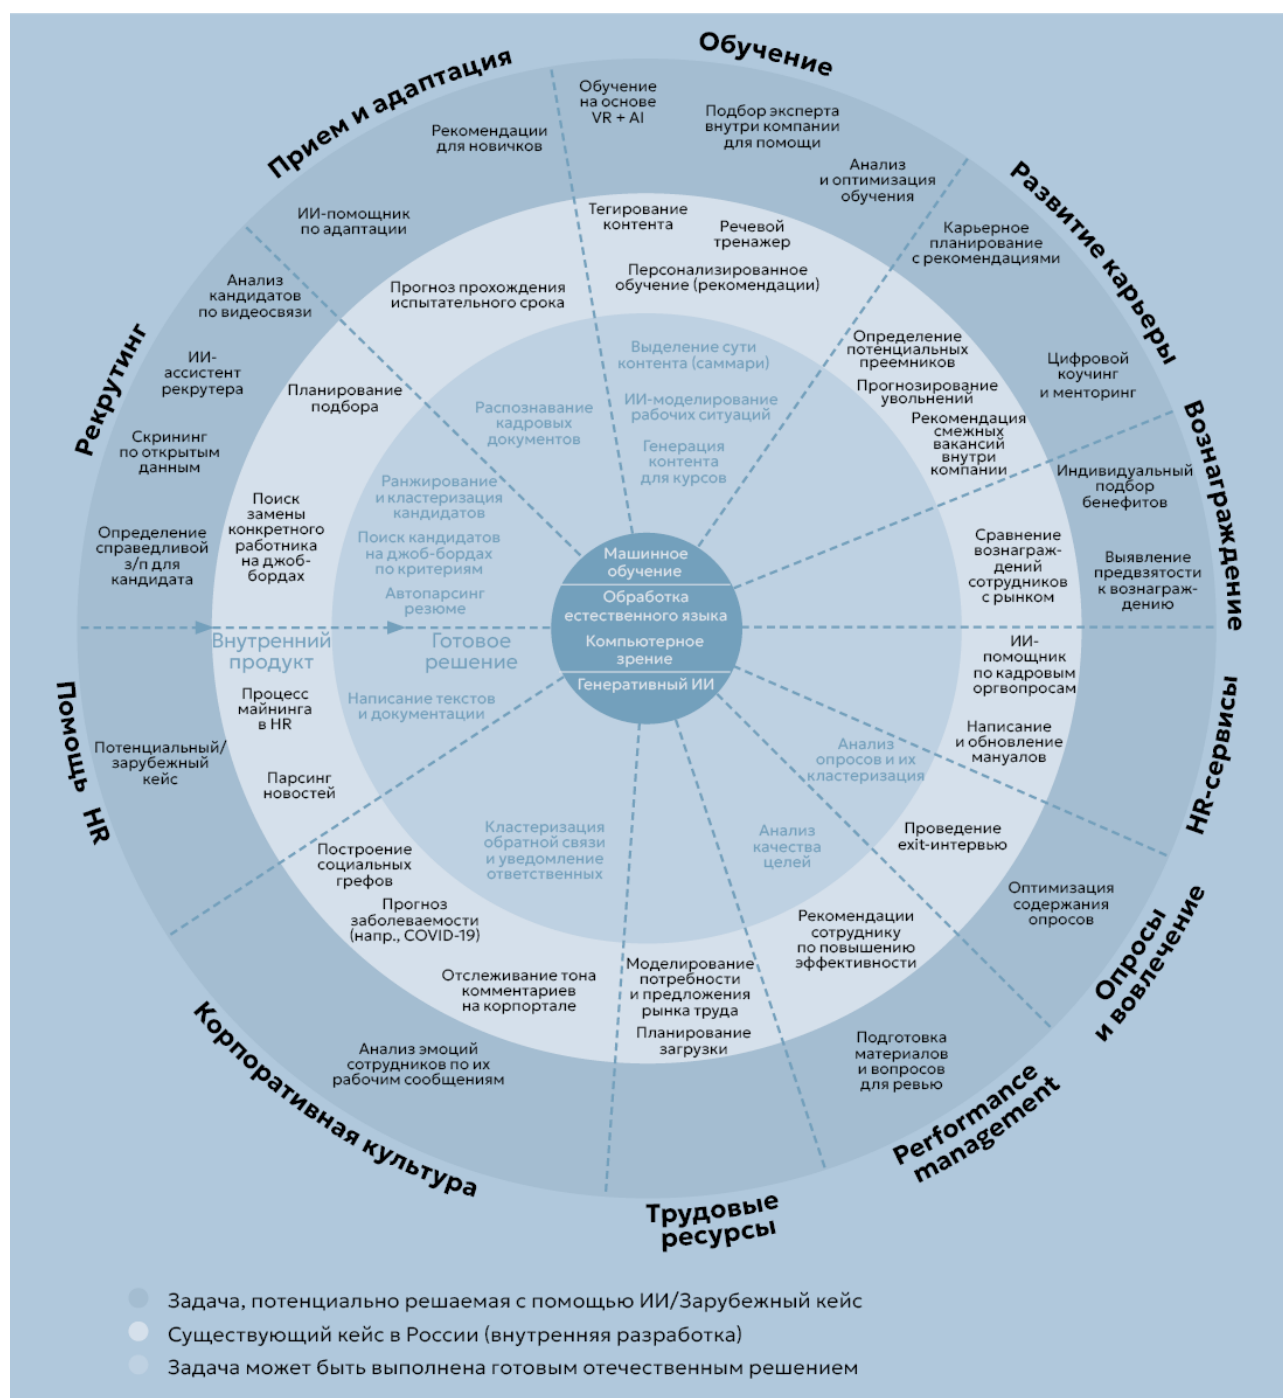 Обучение
Обучение
на основе
VR + AI
Подбор эксперта
внутри компании
для помощи
Анализ
и оптимизация
обучения
Тегирование
контента
Речевой
тренажер
Персонализированное
обучение (рекомендации)
Выделение сути
контента (саммари)
ИИ-моделирование
рабочих ситуаций
Генерация
контента
для курсов
Развитие карьеры
Карьерное
планирование
с рекомендациями
Цифровой
коучинг
и менторинг
Определение
потенциальных
преемников
Прогнозирование
увольнений
Рекомендация
смежных
вакансий
внутри
компании
Вознаграждение
Индивидуальный
подбор
бенефитов
Выявление
предвзятости
к вознаграж-
дению
Сравнение
вознаграж-
дений
сотрудников
с рынком
HR-сервисы
ИИ-
помощник
по кадровым
оргвопросам
Написание
и обновление
мануалов
Опросы
и вовлечение
Оптимизация
содержания
опросов
Проведение
exit-интервью
Анализ
опросов и их
кластеризация
Performance
management
Подготовка
материалов
и вопросов
для ревью
Рекомендации
сотруднику
по повышению
эффективности
Анализ
качества
целей
Трудовые
ресурсы
Моделирование
потребности
и предложения
рынка труда
Планирование
загрузки
Корпоративная культура
Анализ эмоций
сотрудников по их
рабочим сообщениям
Построение
социальных
графов
Прогноз
заболеваемости
(напр., COVID-19)
Отслеживание тона
комментариев
на корпортале
Кластеризация
обратной связи
и уведомление
ответственных
Помощь HR
Потенциальный/
зарубежный
кейс
Внутренний
продукт
Готовое
решение
Процесс
майнинга
в HR
Парсинг
новостей
Написание текстов
и документации
Рекрутинг
Анализ
кандидатов
по видеосвязи
ИИ-
ассистент
рекрутера
Скрининг
по открытым
данным
Определение
справедливой
з/п для
кандидата
Планирование
подбора
Поиск
замены
конкретного
работника
на джоб-
бордах
Ранжирование
и кластеризация
кандидатов
Поиск кандидатов
на джоб-бордах
по критериям
Автопарсинг
резюме
Прием и адаптация
Рекомендации
для новичков
ИИ-помощник
по адаптации
Прогноз прохождения
испытательного срока
Распознавание
кадровых
документов
Машинное
обучение
Обработка
естественного языка
Компьютерное
зрение
Генеративный ИИ
Задача, потенциально решаемая с помощью ИИ/Зарубежный кейс
Существующий кейс в России (внутренняя разработка)
Задача может быть выполнена готовым отечественным решением